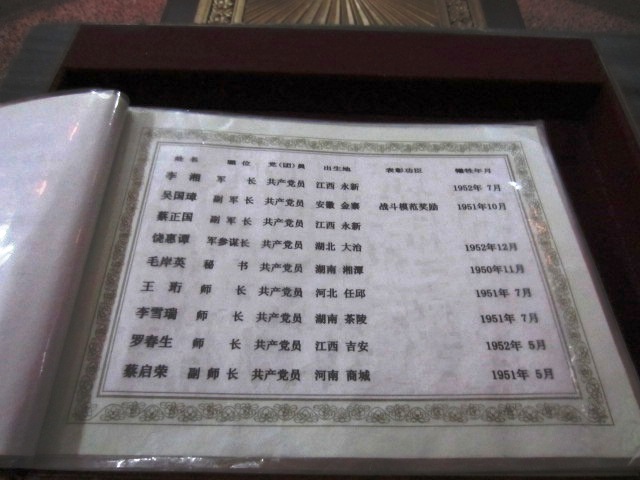 姓名 职位 党(团)员 出生地 表彰功臣 牺牲年月
李湘 军长 共产党员 江西 永新 1952年 7月
吴国璋 副军长 共产党员 安徽 金寨 战斗模范奖励 1951年10月
蔡正国 副军长 共产党员 江西 永新
饶惠谭 军参谋长 共产党员 湖北 大冶 1952年12月
毛岸英 秘书 共产党员 湖南 湘潭 1950年11月
王珩 师长 共产党员 河北 任邱 1951年 7月
李雪瑞 师长 共产党员 湖南 茶陵 1951年 7月
罗春生 师长 共产党员 江西 吉安 1952年 5月
蔡启荣 副师长 共产党员 河南 商城 1951年 5月